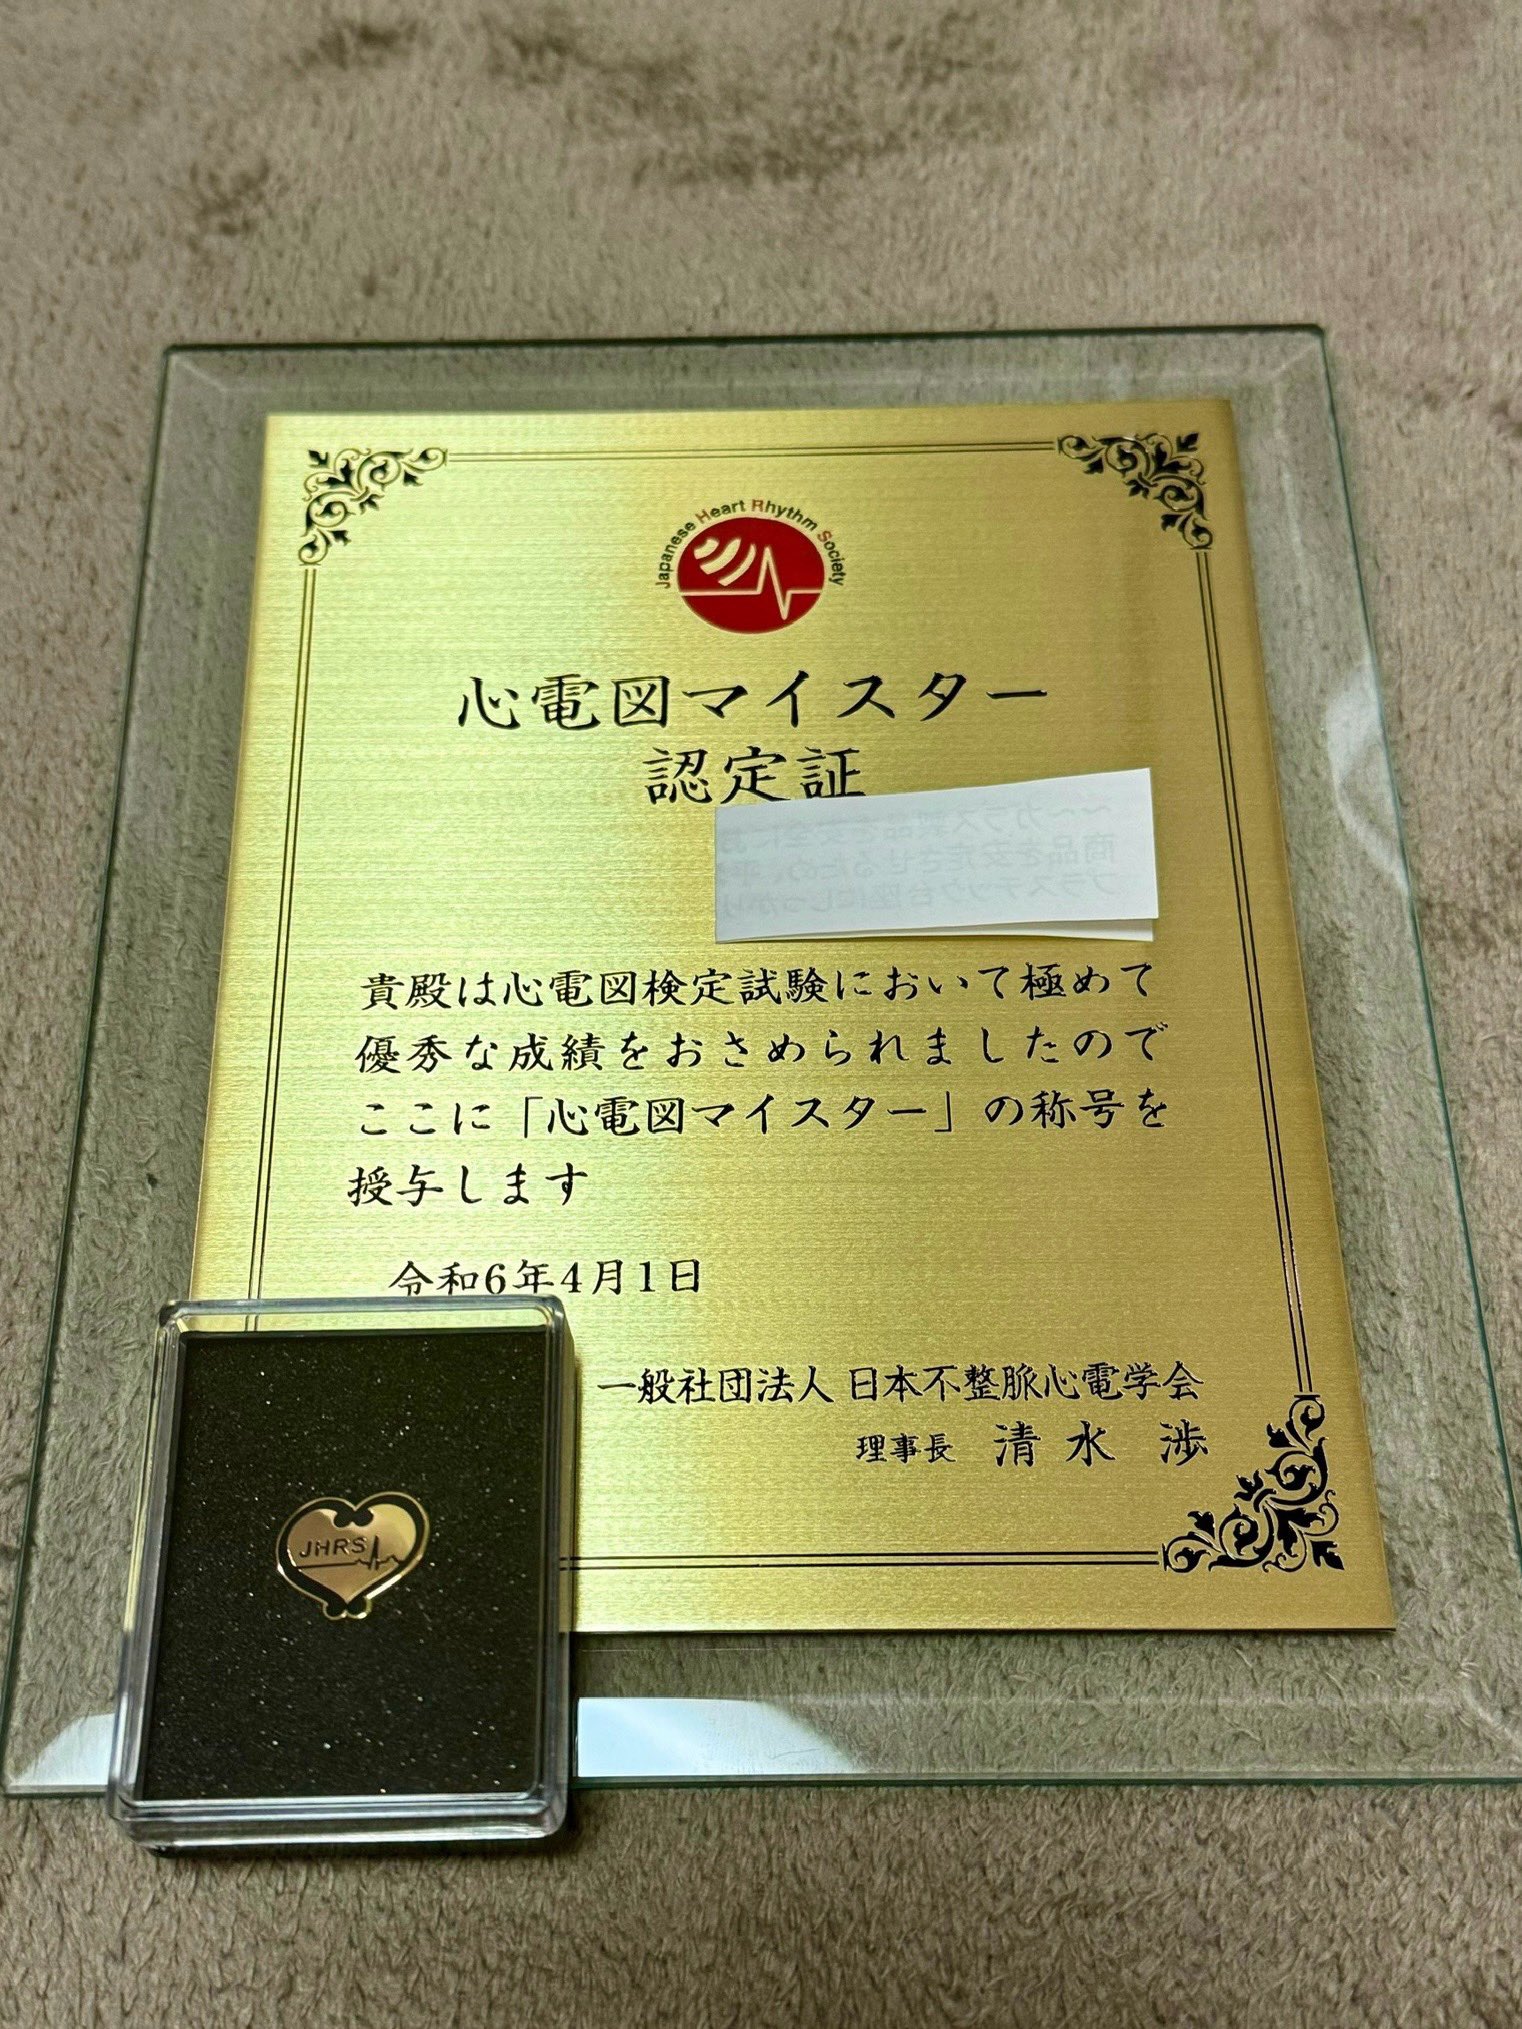 Japanese Heart Rhythm Society
心電図マイスター
認定証
貴殿は心電図検定試験において極めて
優秀な成績をおさめられましたので
ここに「心電図マイスター」の称号を
授与します
令和6年4月1日
一般社団法人 日本不整脈心電学会
理事長 清水 渉
JHRS